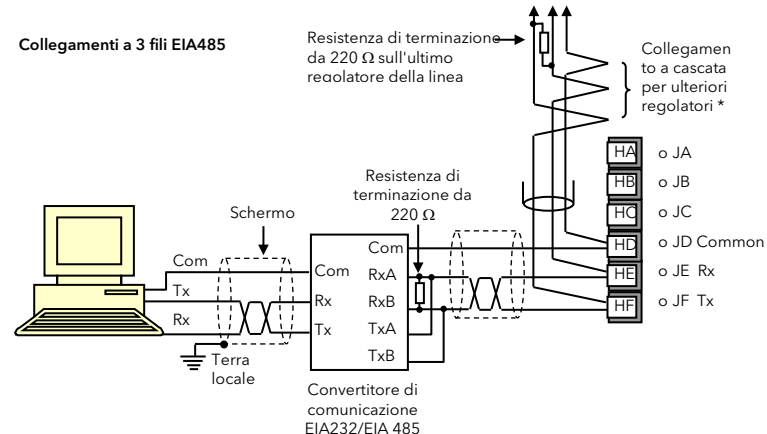 Collegamenti a 3 fili EIA485
Resistenza di terminazione
da 220 Ω sull'ultimo
regolatore della linea
Collegamen
to a cascata
per ulteriori
regolatori *
HA o JA
HB o JB
HC o JC
HD o JD Common
HE o JE Rx
HF o JF Tx
Resistenza di
terminazione da
220 Ω
Schermo
Com
Tx
Rx
Terra
locale
Com
Rx
Tx
Com
RxA
RxB
TxA
TxB
Convertitore di
comunicazione
EIA232/EIA 485